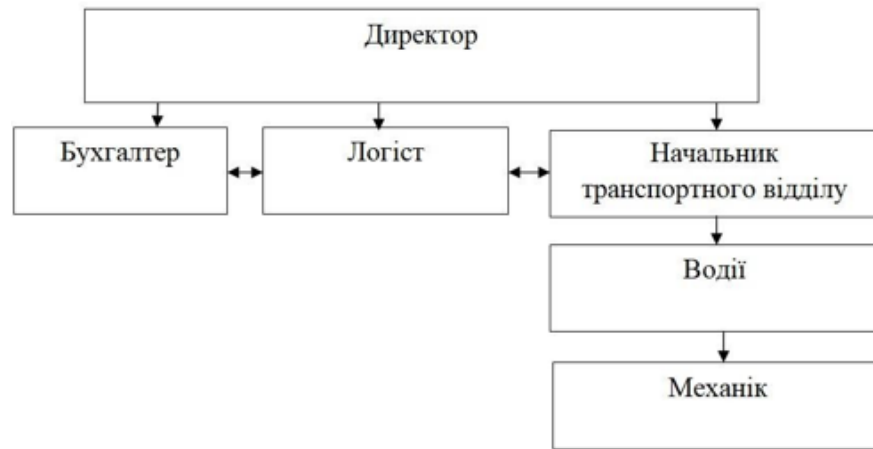 Директор
Бухгалтер
Логіст
Начальник
транспортного відділу
Водії
Механік